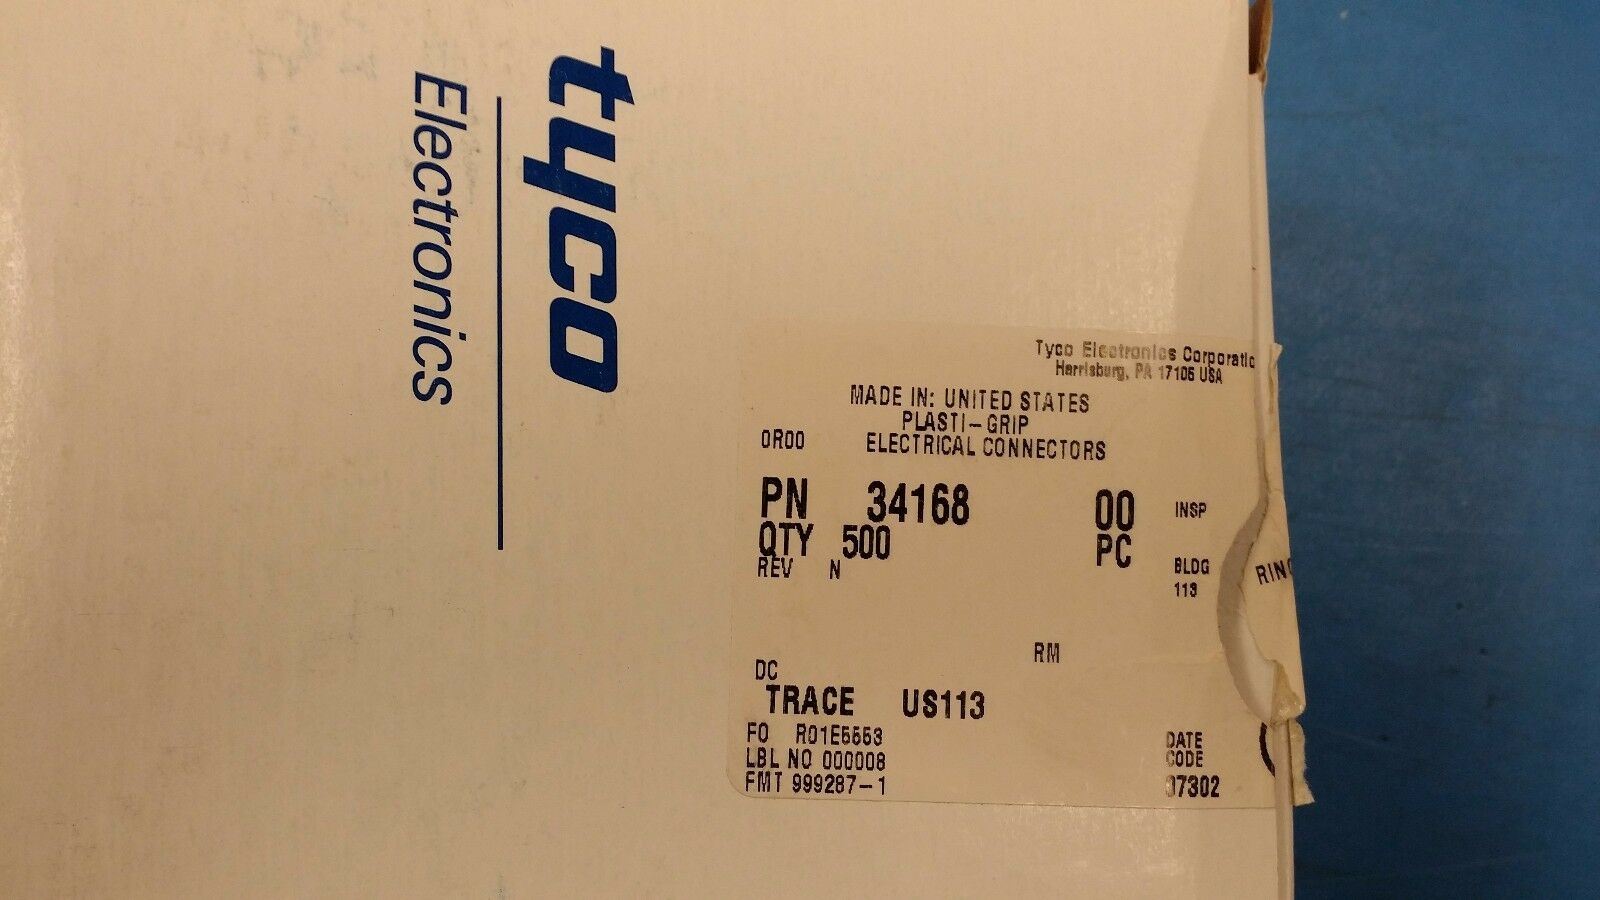 tyco
Electronics
Tyco Electronics Corporatio
Harrisburg, PA 17105 USA
MADE IN: UNITED STATES
PLASTI-GRIP
0R00 ELECTRICAL CONNECTORS
PN 34168 00 INSP
QTY 500 PC BLDG
REV N 113
RING
RM
DC
TRACE US113
FO R01E5553 DATE
LBL NO 000008 CODE
FMT 999287-1 07302